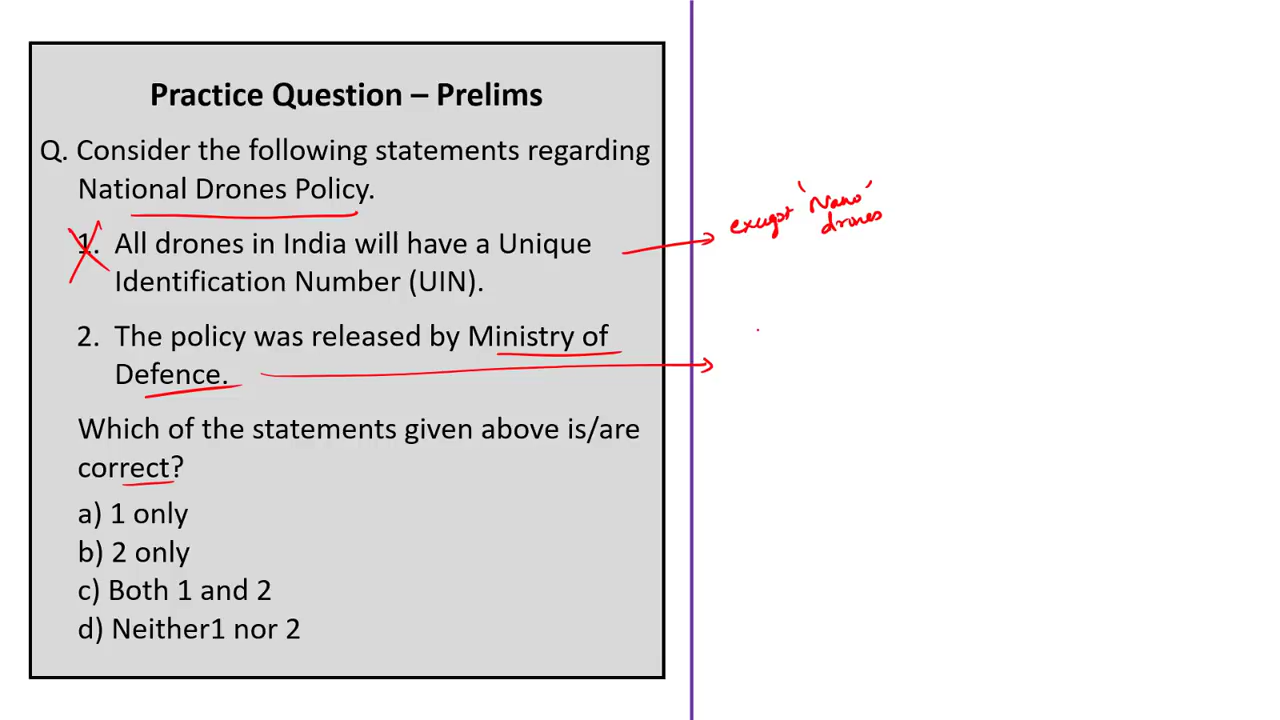 Practice Question – Prelims
Q. Consider the following statements regarding
National Drones Policy.
1. All drones in India will have a Unique
Identification Number (UIN).
2. The policy was released by Ministry of
Defence.
Which of the statements given above is/are
correct?
a) 1 only
b) 2 only
c) Both 1 and 2
d) Neither1 nor 2
except 'Nano'
drones